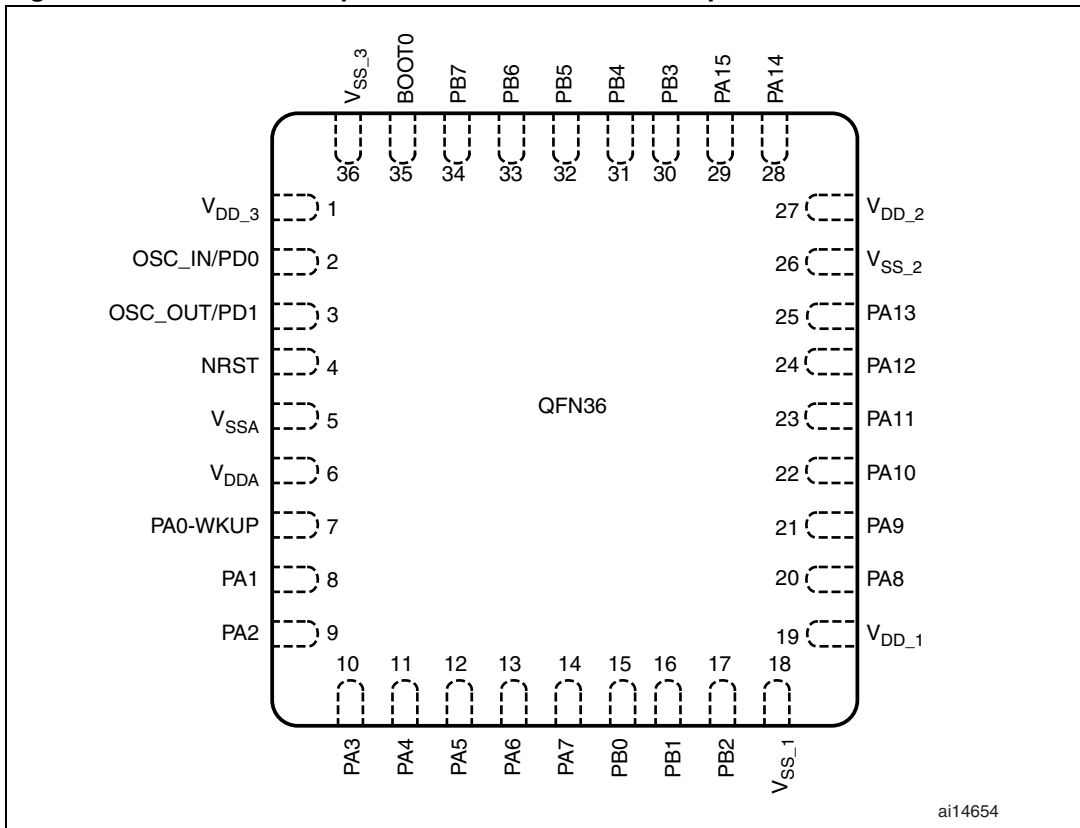 VSS_3
BOOT0
PB7
PB6
PB5
PB4
PB3
PA15
PA14
36 35 34 33 32 31 30 29 28
VDD_3 1 27 VDD_2
OSC_IN/PD0 2 26 VSS_2
OSC_OUT/PD1 3 25 PA13
NRST 4 24 PA12
VSSA 5 QFN36 23 PA11
VDDA 6 22 PA10
PA0-WKUP 7 21 PA9
PA1 8 20 PA8
PA2 9 19 VDD_1
10 11 12 13 14 15 16 17 18
PA3
PA4
PA5
PA6
PA7
PB0
PB1
PB2
VSS_1
ai14654